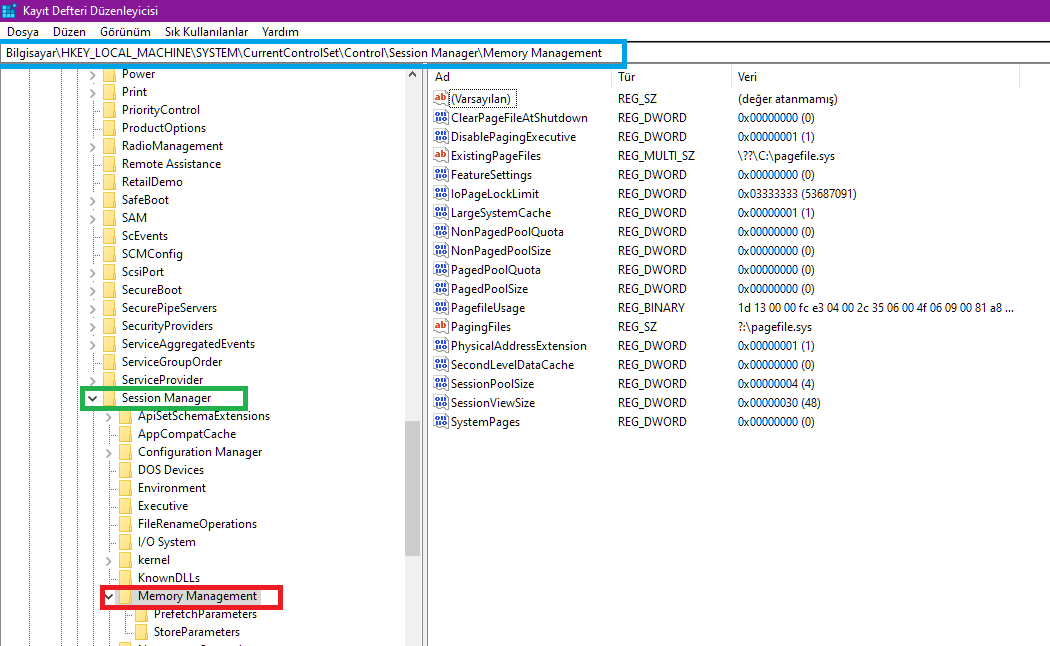 Kayıt Defteri Düzenleyicisi
Dosya Düzen Görünüm Sık Kullanılanlar Yardım
Bilgisayar\HKEY_LOCAL_MACHINE\SYSTEM\CurrentControlSet\Control\Session Manager\Memory Management
Power
Print
PriorityControl
ProductOptions
RadioManagement
Remote Assistance
RetailDemo
SafeBoot
SAM
ScEvents
SCMConfig
ScsiPort
SecureBoot
SecurePipeServers
SecurityProviders
ServiceAggregatedEvents
ServiceGroupOrder
ServiceProvider
Session Manager
ApiSetSchemaExtensions
AppCompatCache
Configuration Manager
DOS Devices
Environment
Executive
FileRenameOperations
I/O System
kernel
KnownDLLs
Memory Management
PrefetchParameters
StoreParameters
Ad Tür Veri
(Varsayılan) REG_SZ (değer atanmamış)
ClearPageFileAtShutdown REG_DWORD 0x00000000 (0)
DisablePagingExecutive REG_DWORD 0x00000001 (1)
ExistingPageFiles REG_MULTI_SZ \??\C:\pagefile.sys
FeatureSettings REG_DWORD 0x00000000 (0)
IoPageLockLimit REG_DWORD 0x03333333 (53687091)
LargeSystemCache REG_DWORD 0x00000001 (1)
NonPagedPoolQuota REG_DWORD 0x00000000 (0)
NonPagedPoolSize REG_DWORD 0x00000000 (0)
PagedPoolQuota REG_DWORD 0x00000000 (0)
PagedPoolSize REG_DWORD 0x00000000 (0)
PagefileUsage REG_BINARY 1d 13 00 00 fc e3 04 00 2c 35 06 00 4f 06 09 00 81 a8 ...
PagingFiles REG_SZ ?:\pagefile.sys
PhysicalAddressExtension REG_DWORD 0x00000001 (1)
SecondLevelDataCache REG_DWORD 0x00000000 (0)
SessionPoolSize REG_DWORD 0x00000004 (4)
SessionViewSize REG_DWORD 0x00000030 (48)
SystemPages REG_DWORD 0x00000000 (0)